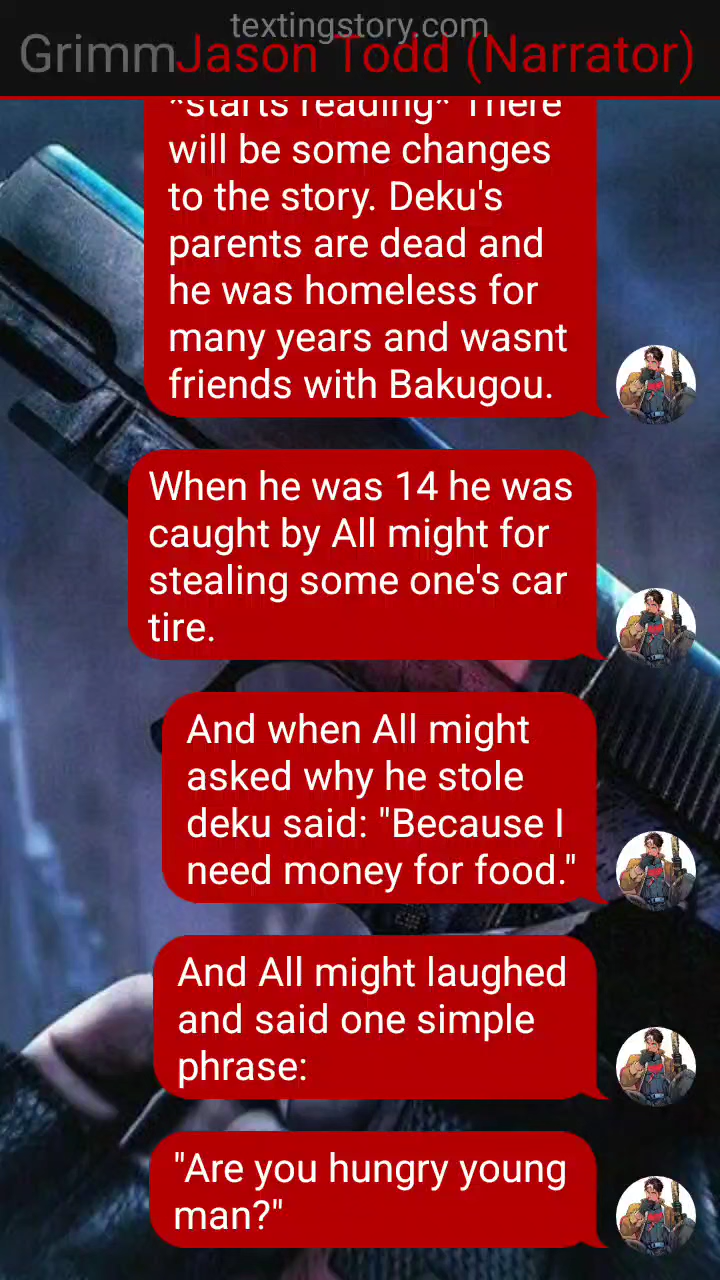 textingstory.com
GrimmJason Todd (Narrator)
*starts reading* There
will be some changes
to the story. Deku's
parents are dead and
he was homeless for
many years and wasnt
friends with Bakugou.
When he was 14 he was
caught by All might for
stealing some one's car
tire.
And when All might
asked why he stole
deku said: "Because I
need money for food."
And All might laughed
and said one simple
phrase:
"Are you hungry young
man?"